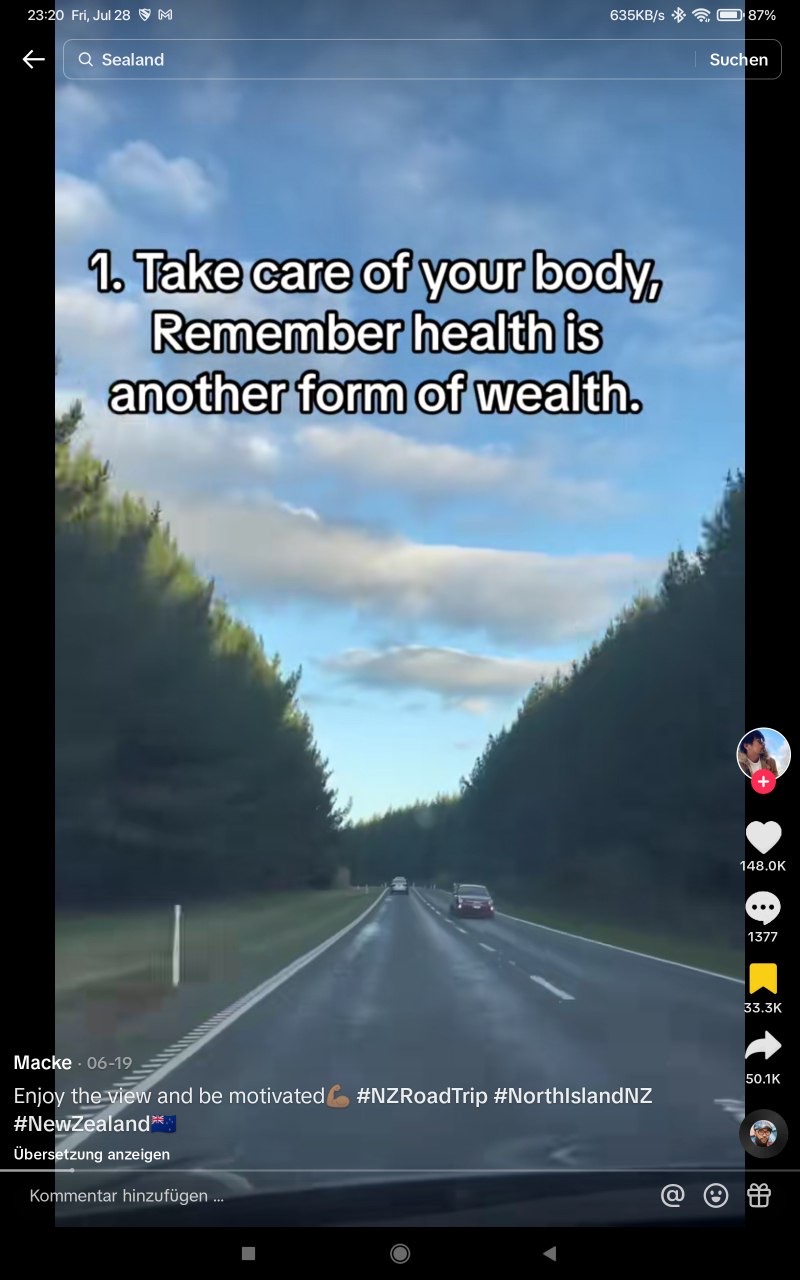 23:20 Fri, Jul 28 635KB/s 87%
Sealand Suchen
1. Take care of your body,
Remember health is
another form of wealth.
148.0K
1377
33.3K
50.1K
Macke · 06-19
Enjoy the view and be motivated💪🏽 #NZRoadTrip #NorthIslandNZ
#NewZealand🇳🇿
Übersetzung anzeigen
Kommentar hinzufügen ...